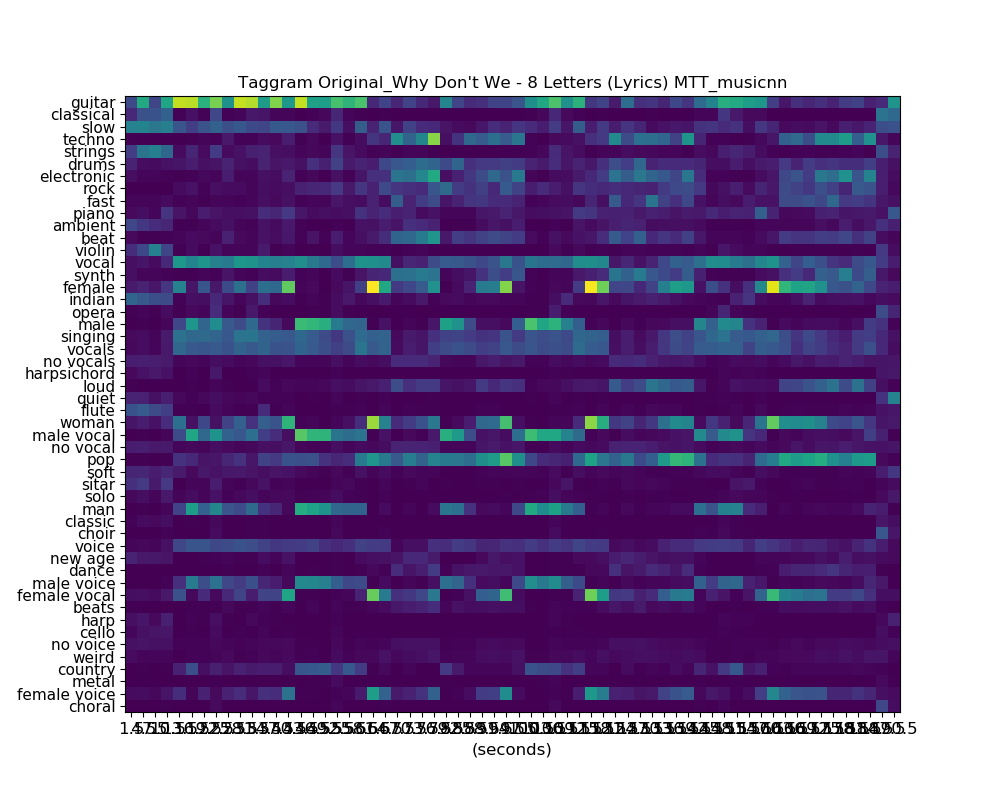 Taggram Original_Why Don't We - 8 Letters (Lyrics) MTT_musicnn
guitar
classical
slow
techno
strings
drums
electronic
rock
fast
piano
ambient
beat
violin
vocal
synth
female
indian
opera
male
singing
vocals
no vocals
harpsichord
loud
quiet
flute
woman
male vocal
no vocal
pop
soft
sitar
solo
man
classic
choir
voice
new age
dance
male voice
female vocal
beats
harp
cello
no voice
weird
country
metal
female voice
choral
(seconds)